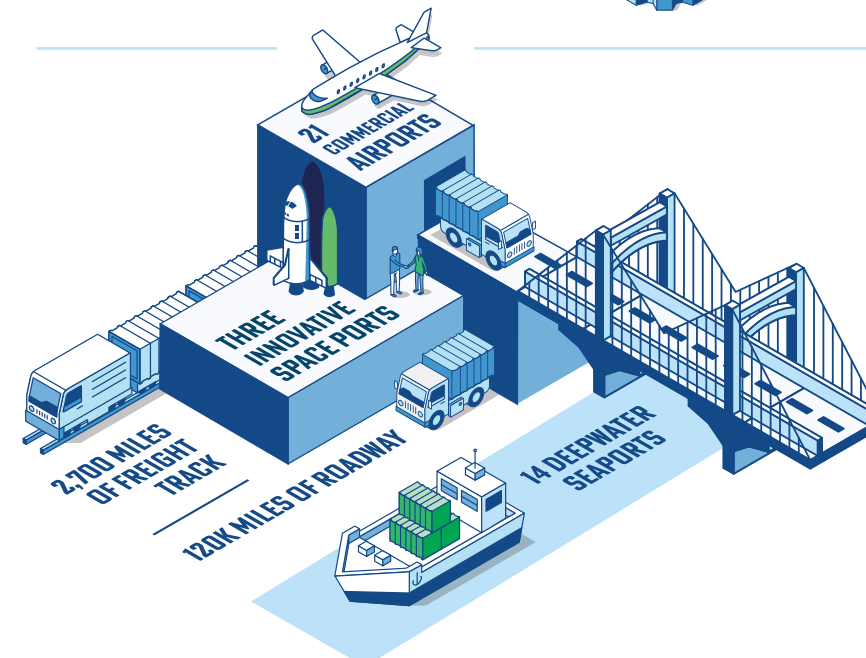 21
COMMERCIAL
AIRPORTS
THREE
INNOVATIVE
SPACE PORTS
2,700 MILES
OF FREIGHT
TRACK
120K MILES OF ROADWAY
14 DEEPWATER
SEAPORTS